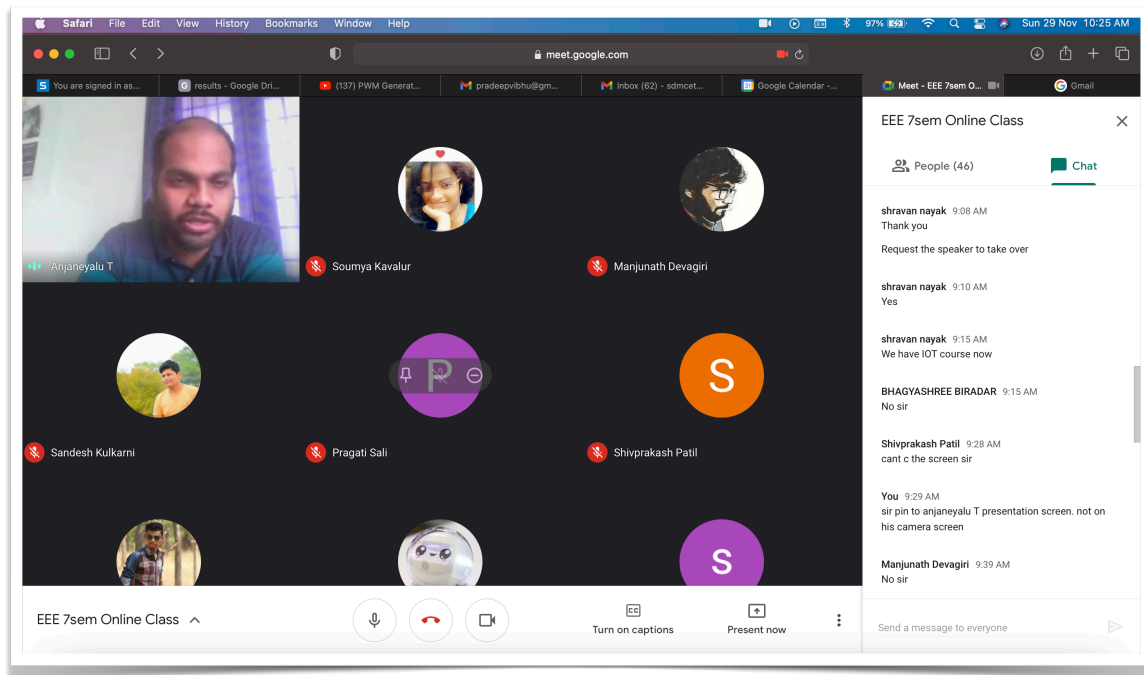 Safari File Edit View History Bookmarks Window Help
97% Sun 29 Nov 10:25 AM
meet.google.com
S You are signed in as...
G results - Google Dri...
(137) PWM Generat...
pradeepvibhu@gm...
Inbox (62) – sdmcet...
31 Google Calendar -...
Meet - EEE 7sem O...
G Gmail
Anjaneyalu T
Soumya Kavalur
Manjunath Devagiri
P
S
Sandesh Kulkarni
Pragati Sali
Shivprakash Patil
S
EEE 7sem Online Class
CC
Turn on captions
Present now
EEE 7sem Online Class
People (46)
Chat
shravan nayak 9:08 AM
Thank you
Request the speaker to take over
shravan nayak 9:10 AM
Yes
shravan nayak 9:15 AM
We have IOT course now
BHAGYASHREE BIRADAR 9:15 AM
No sir
Shivprakash Patil 9:28 AM
cant c the screen sir
You 9:29 AM
sir pin to anjaneyalu T presentation screen. not on
his camera screen
Manjunath Devagiri 9:39 AM
No sir
Send a message to everyone